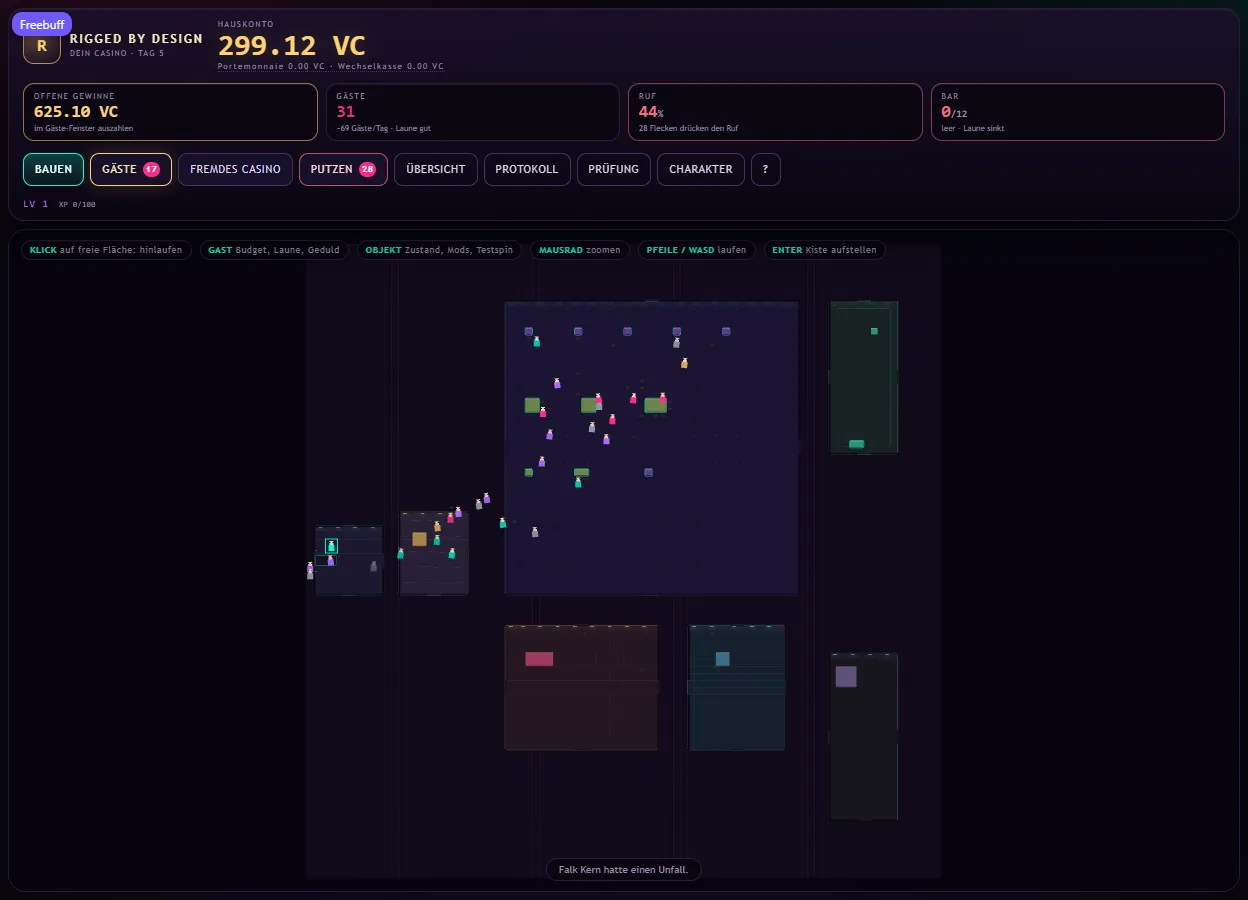 Freebuff
R
RIGGED BY DESIGN
DEIN CASINO · TAG 5
HAUSKONTO
299.12 VC
Portemonnaie 0.00 VC · Wechselkasse 0.00 VC
OFFENE GEWINNE
625.10 VC
im Gäste-Fenster auszahlen
GÄSTE
31
~69 Gäste/Tag · Laune gut
RUF
44%
28 Flecken drücken den Ruf
BAR
0/12
leer · Laune sinkt
BAUEN
GÄSTE 17
FREMDES CASINO
PUTZEN 28
ÜBERSICHT
PROTOKOLL
PRÜFUNG
CHARAKTER
?
LV 1 XP 0/100
KLICK auf freie Fläche: hinlaufen
GAST Budget, Laune, Geduld
OBJEKT Zustand, Mods, Testspin
MAUSRAD zoomen
PFEILE / WASD laufen
ENTER Kiste aufstellen
Falk Kern hatte einen Unfall.